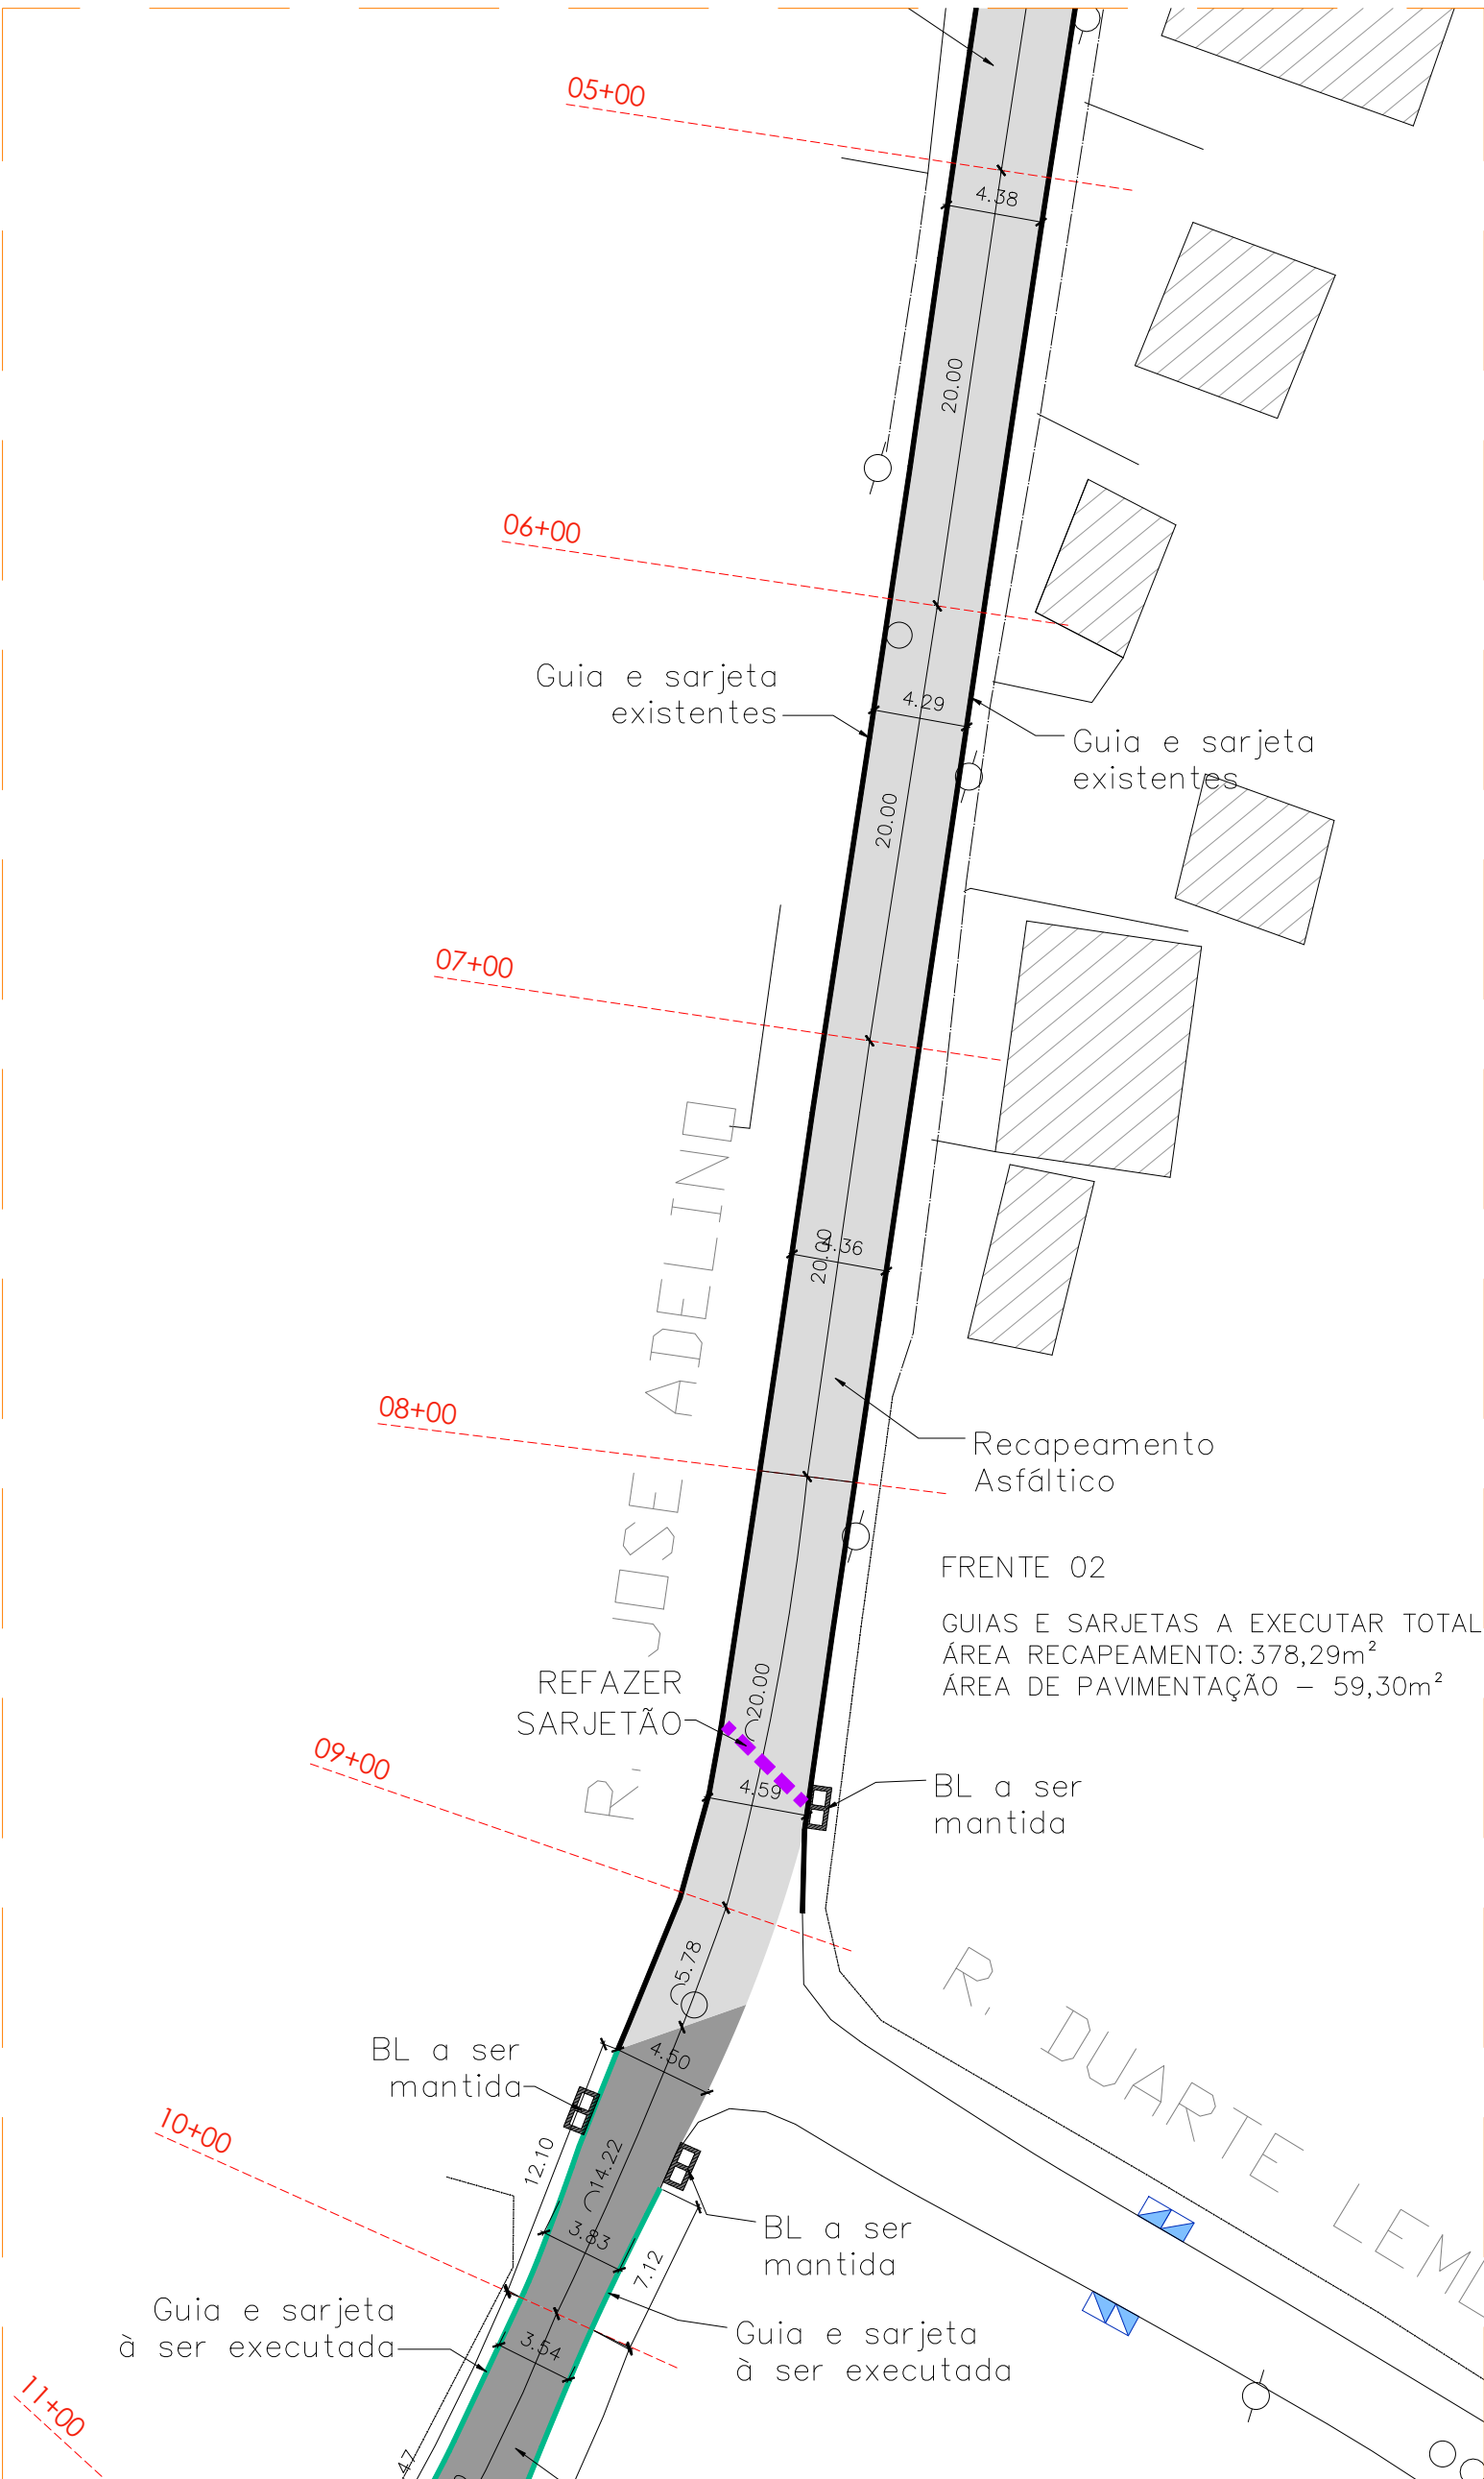 05+00
4.38
20.00
06+00
Guia e sarjeta
existentes
4.29
Guia e sarjeta
existentes
20.00
07+00
R. JOSE ADELINO
4.36
20.00
08+00
Recapeamento
Asfáltico
FRENTE 02
GUIAS E SARJETAS A EXECUTAR TOTAL
ÁREA RECAPEAMENTO: 378,29m²
ÁREA DE PAVIMENTAÇÃO – 59,30m²
REFAZER
SARJETÃO
20.00
09+00
4.59
BL a ser
mantida
5.78
R. DUARTE
BL a ser
mantida
4.50
10+00
12.10
14.22
3.83
7.12
BL a ser
mantida
Guia e sarjeta
à ser executada
3.54
Guia e sarjeta
à ser executada
11+00
47